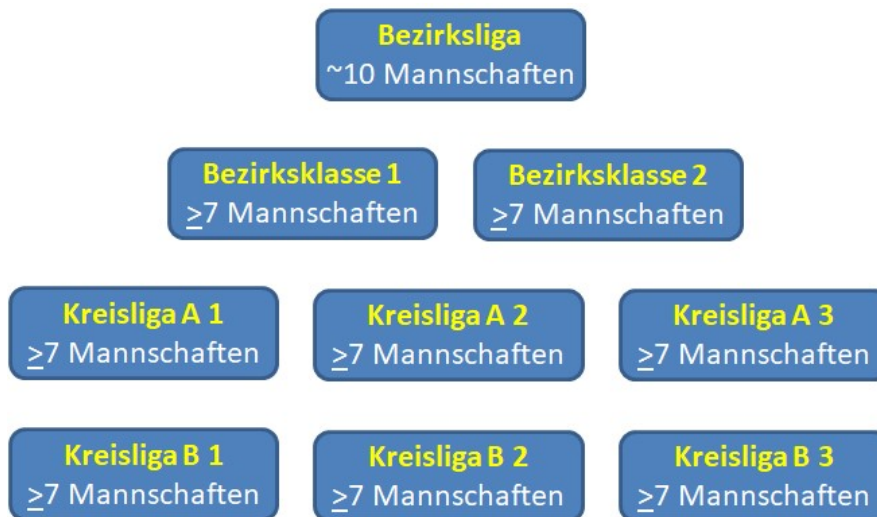 Bezirksliga
~10 Mannschaften
Bezirksklasse 1
≥7 Mannschaften
Bezirksklasse 2
≥7 Mannschaften
Kreisliga A 1
≥7 Mannschaften
Kreisliga A 2
≥7 Mannschaften
Kreisliga A 3
≥7 Mannschaften
Kreisliga B 1
≥7 Mannschaften
Kreisliga B 2
≥7 Mannschaften
Kreisliga B 3
≥7 Mannschaften